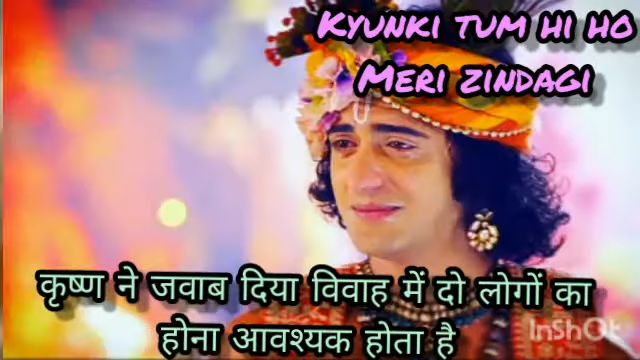 Kyunki tum hi ho
Meri zindagi
कृष्ण ने जवाब दिया विवाह में दो लोगों का
होना आवश्यक होता है
InShOt